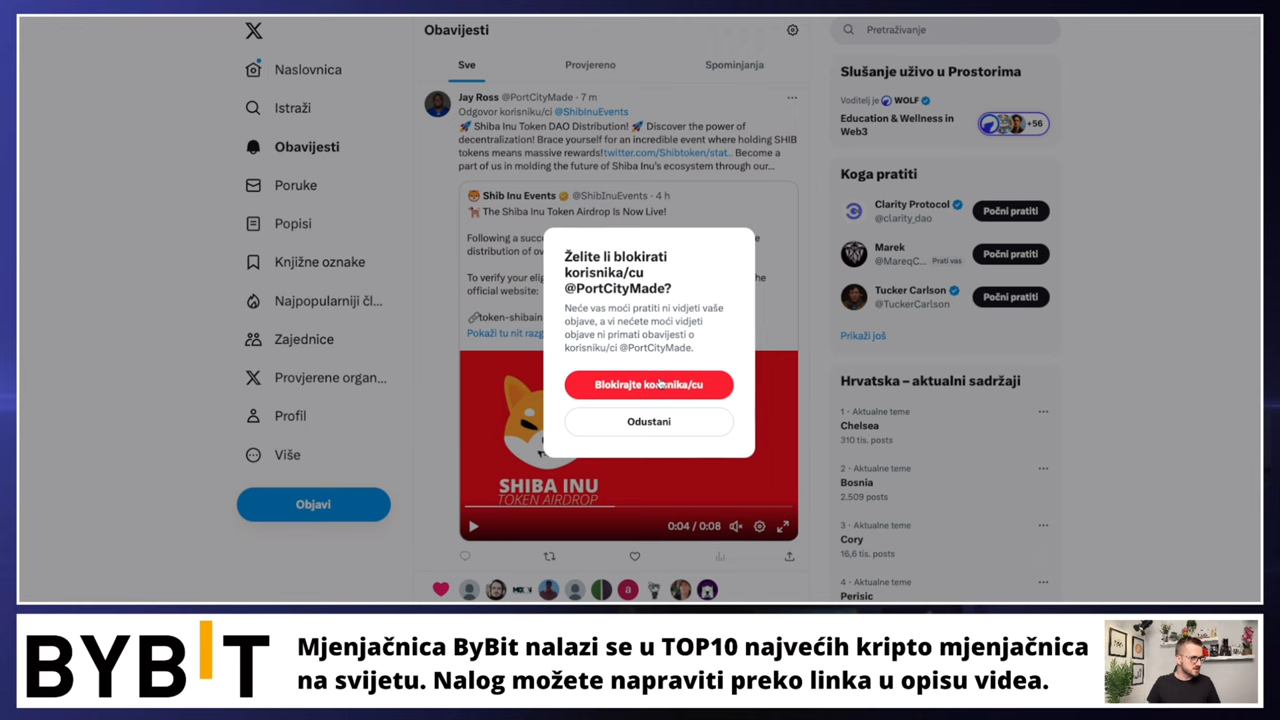 Naslovnica
Istraži
Obavijesti
Poruke
Popisi
Knjižne oznake
Najpopularniji čl...
Zajednice
Provjerene organ...
Profil
Više
Objavi
Obavijesti
Sve
Provjereno
Spominjanja
Jay Ross @PortCityMade · 7 m
Odgovor korisniku/ci @ShibInuEvents
🚀 Shiba Inu Token DAO Distribution! 🚀 Discover the power of
decentralization! Brace yourself for an incredible event where holding SHIB
tokens means massive rewards!twitter.com/Shibtoken/stat… Become a
part of us in molding the future of Shiba Inu's ecosystem through our...
Shib Inu Events @ShibInuEvents · 4 h
The Shiba Inu Token Airdrop Is Now Live!
Following a succ
distribution of ov
To verify your elig
the
official website:
token-shibain
Pokaži tu nit razg
Želite li blokirati
korisnika/cu
@PortCityMade?
Neće vas moći pratiti ni vidjeti vaše
objave, a vi nećete moći vidjeti
objave ni primati obavijesti o
korisniku/ci @PortCityMade.
Blokirajte korisnika/cu
Odustani
SHIBA INU
TOKEN AIRDROP
0:04 / 0:08
Pretraživanje
Slušanje uživo u Prostorima
Voditelj je WOLF
Education & Wellness in
Web3
+56
Koga pratiti
Clarity Protocol
@clarity_dao
Počni pratiti
Marek
@MareqC... Prati vas
Počni pratiti
Tucker Carlson
@TuckerCarlson
Počni pratiti
Prikaži još
Hrvatska – aktualni sadržaji
1 · Aktualne teme
Chelsea
310 tis. posts
2 · Aktualne teme
Bosnia
2.509 posts
3 · Aktualne teme
Cory
16,6 tis. posts
4 · Aktualne teme
Perisic
BYBIT
Mjenjačnica ByBit nalazi se u TOP10 najvećih kripto mjenjačnica
na svijetu. Nalog možete napraviti preko linka u opisu videa.